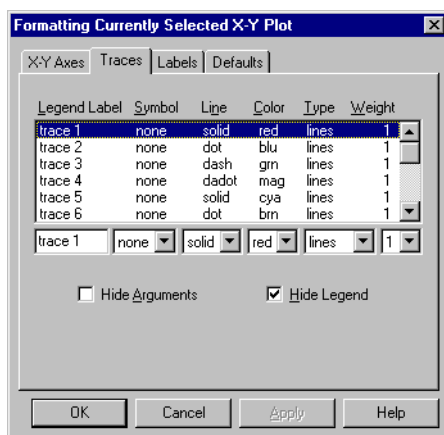 Formatting Currently Selected X-Y Plot
X-Y Axes Traces Labels Defaults
Legend Label Symbol Line Color Type Weight
trace 1 none solid red lines 1
trace 2 none dot blu lines 1
trace 3 none dash grn lines 1
trace 4 none dadot mag lines 1
trace 5 none solid cya lines 1
trace 6 none dot brn lines 1
trace 1 none solid red lines 1
Hide Arguments Hide Legend
OK Cancel Apply Help